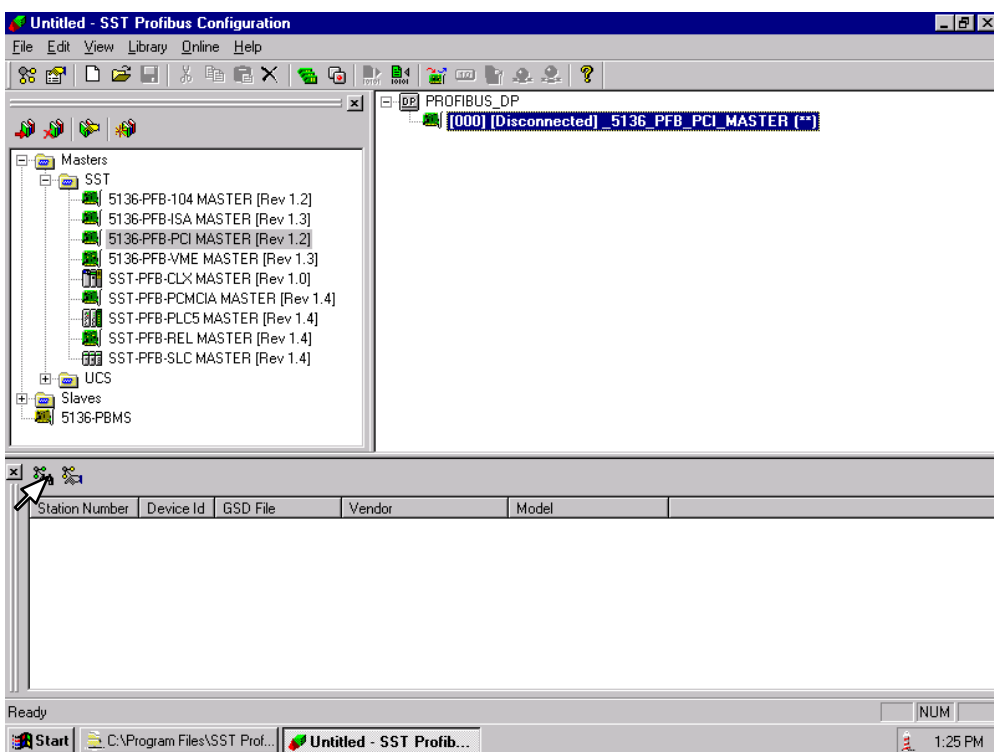 Untitled - SST Profibus Configuration
File Edit View Library Online Help
PROFIBUS_DP
[000] [Disconnected] _5136_PFB_PCI_MASTER (**)
Masters
SST
5136-PFB-104 MASTER [Rev 1.2]
5136-PFB-ISA MASTER [Rev 1.3]
5136-PFB-PCI MASTER [Rev 1.2]
5136-PFB-VME MASTER [Rev 1.3]
SST-PFB-CLX MASTER [Rev 1.0]
SST-PFB-PCMCIA MASTER [Rev 1.4]
SST-PFB-PLC5 MASTER [Rev 1.4]
SST-PFB-REL MASTER [Rev 1.4]
SST-PFB-SLC MASTER [Rev 1.4]
UCS
Slaves
5136-PBMS
Station Number Device Id GSD File Vendor Model
Ready NUM
Start C:\Program Files\SST Prof... Untitled - SST Profib... 1:25 PM